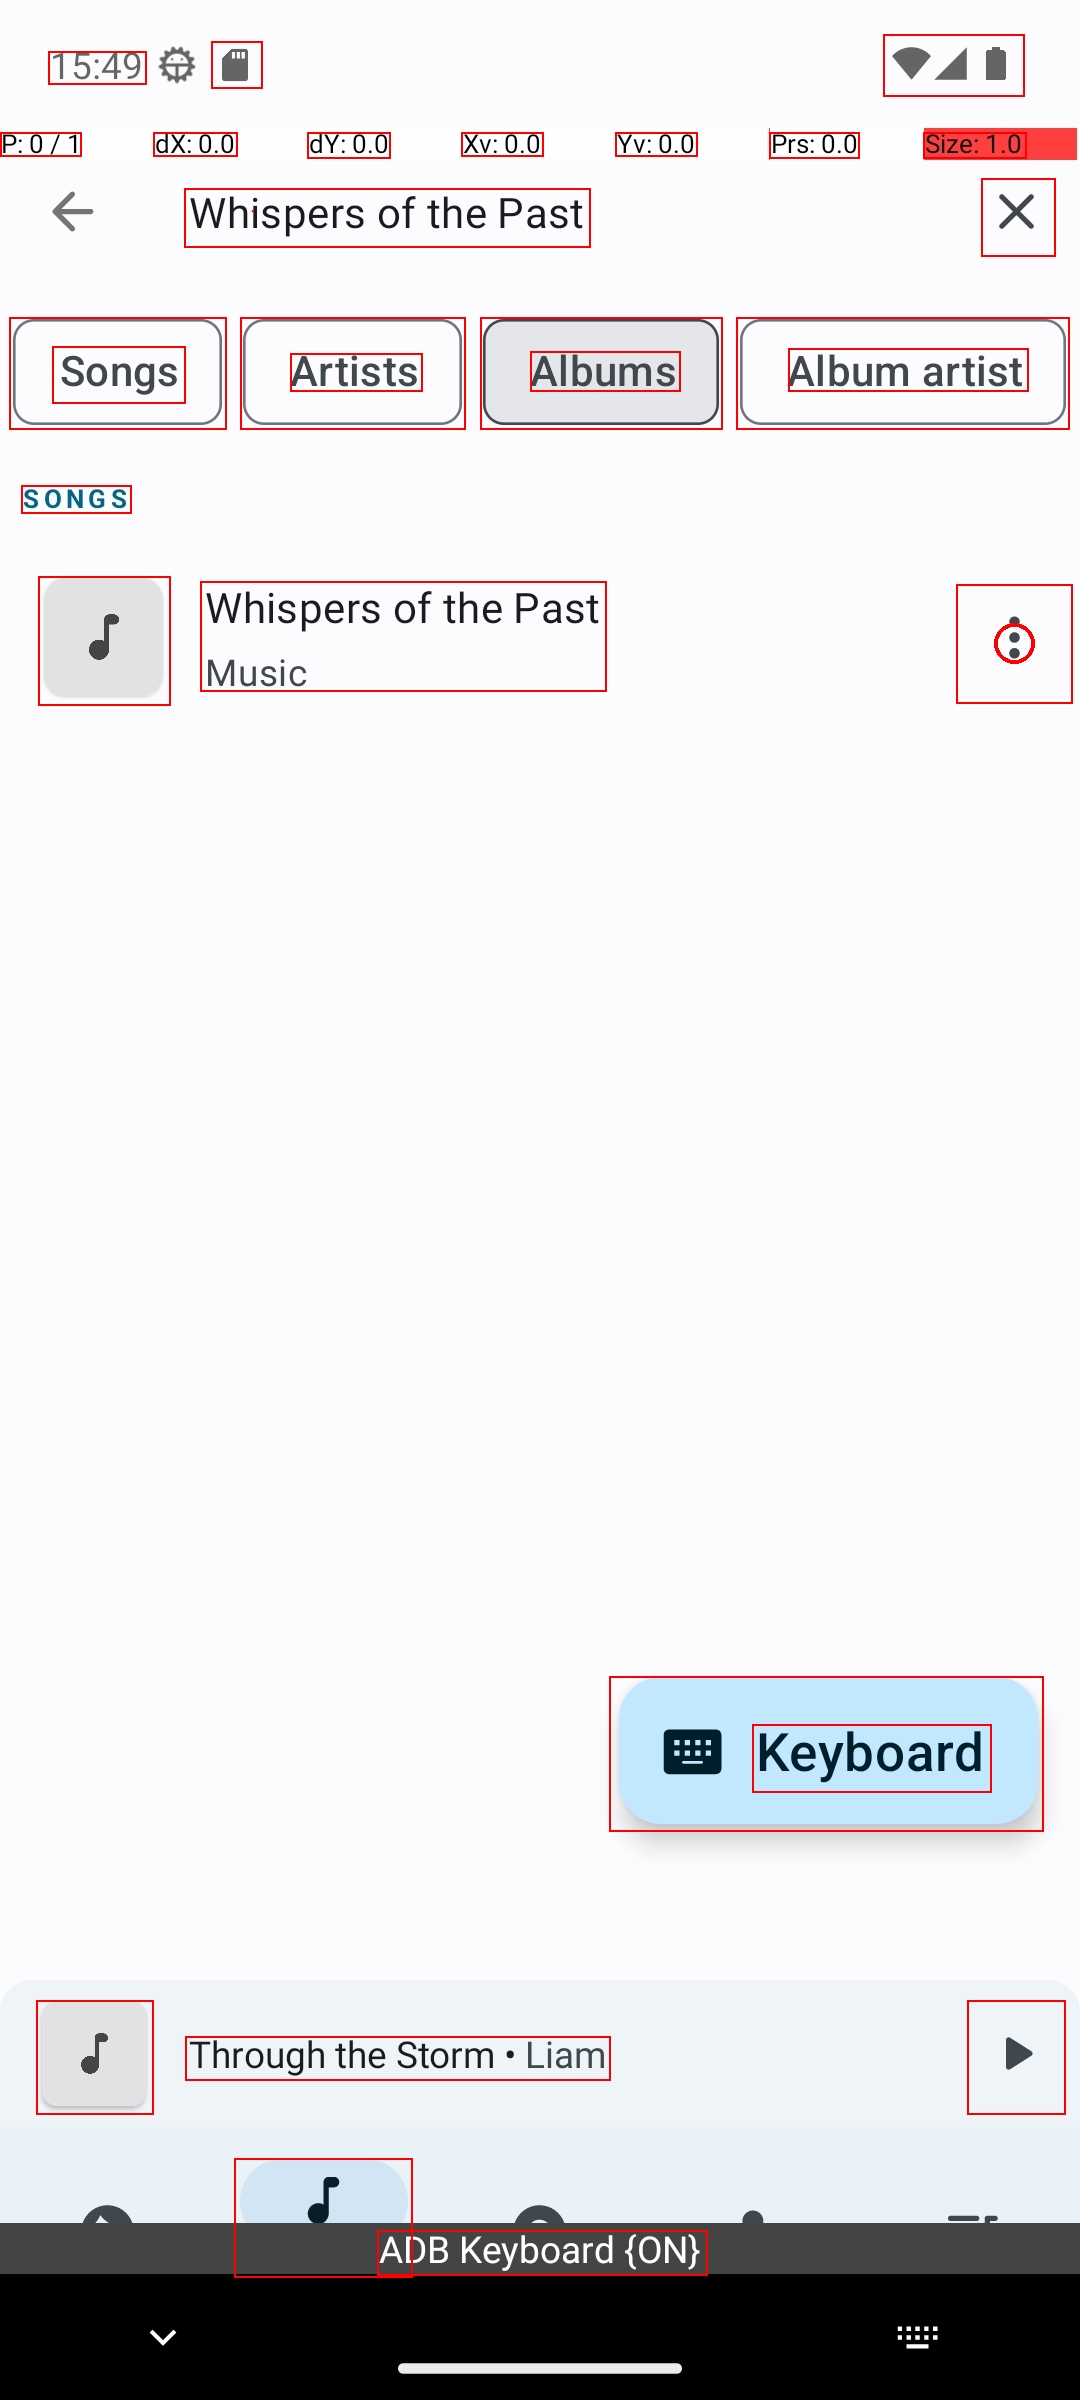 15:49
P: 0 / 1 dX: 0.0 dY: 0.0 Xv: 0.0 Yv: 0.0 Prs: 0.0 Size: 1.0
Whispers of the Past
Songs Artists Albums Album artist
SONGS
Whispers of the Past
Music
Keyboard
Through the Storm • Liam
ADB Keyboard {ON}